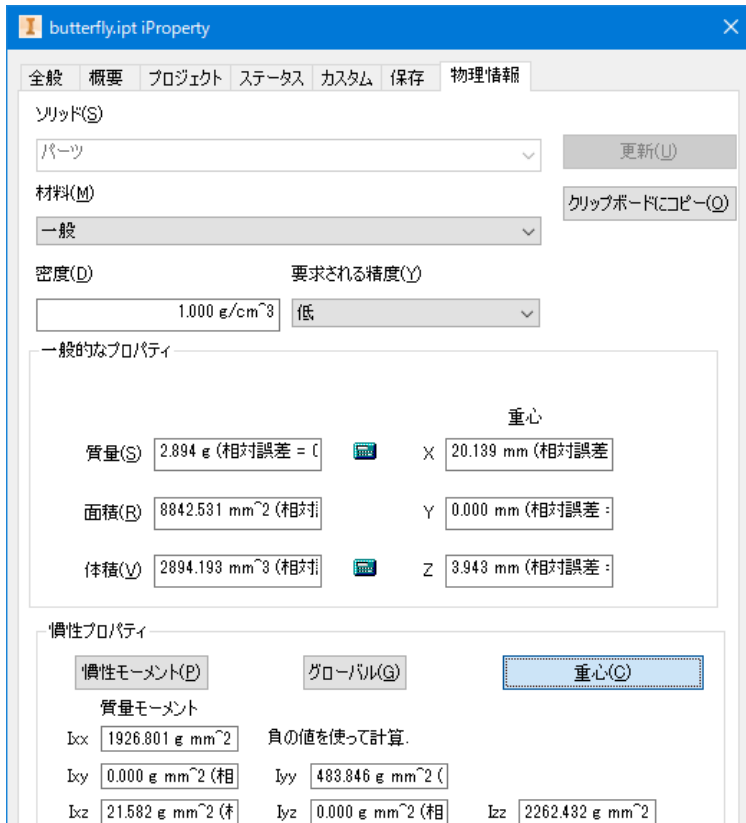 I butterfly.ipt iProperty
全般 概要 プロジェクト ステータス カスタム 保存 物理情報
ソリッド(S)
パーツ 更新(U)
材料(M)
クリップボードにコピー(O)
一般
密度(D) 要求される精度(Y)
1.000 g/cm^3 低
一般的なプロパティ
重心
質量(S) 2.894 g (相対誤差 = 0 X 20.139 mm (相対誤差
面積(R) 8842.531 mm^2 (相対 Y 0.000 mm (相対誤差 =
体積(V) 2894.193 mm^3 (相対 Z 3.943 mm (相対誤差 =
慣性プロパティ
慣性モーメント(P) グローバル(G) 重心(C)
質量モーメント
Ixx 1926.801 g mm^2 負の値を使って計算.
Ixy 0.000 g mm^2 (相 Iyy 483.846 g mm^2 (
Ixz 21.582 g mm^2 ( Iyz 0.000 g mm^2 (相 Izz 2262.432 g mm^2